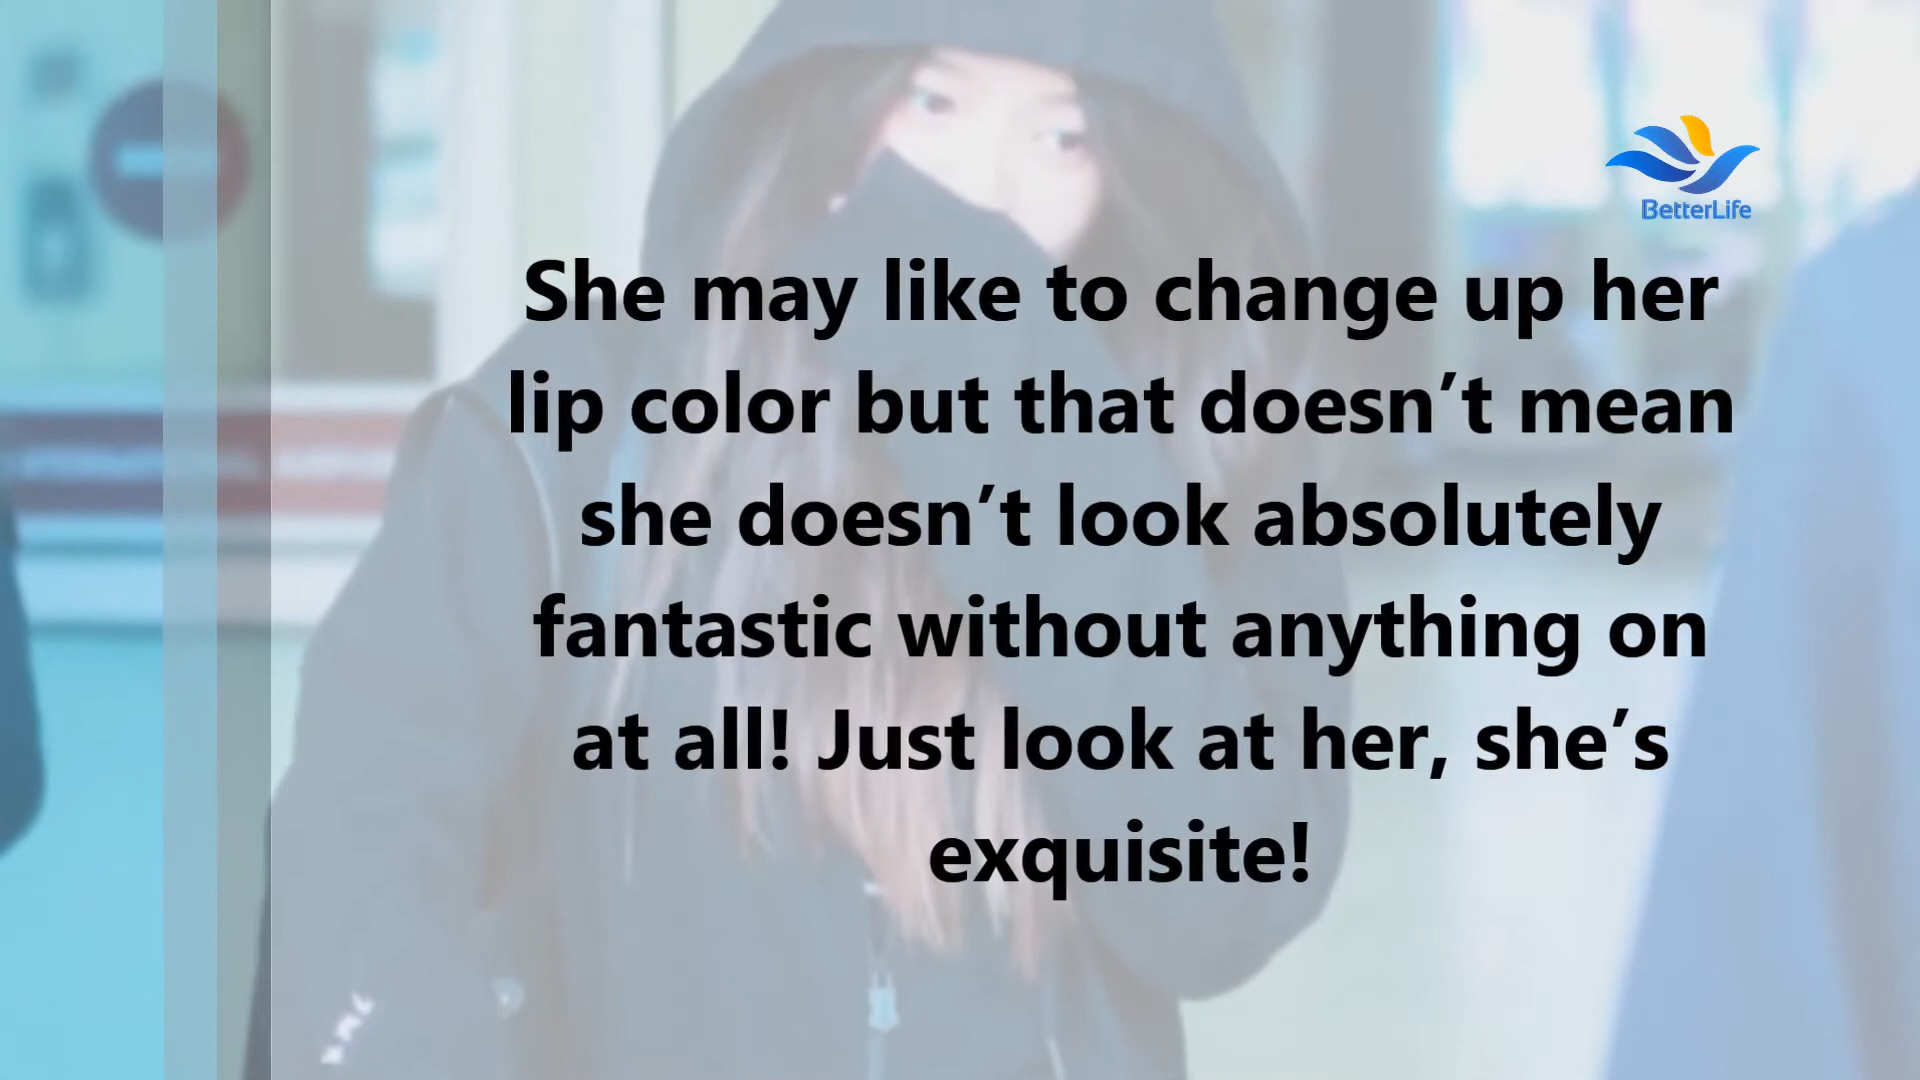 BetterLife
She may like to change up her
lip color but that doesn’t mean
she doesn’t look absolutely
fantastic without anything on
at all! Just look at her, she’s
exquisite!